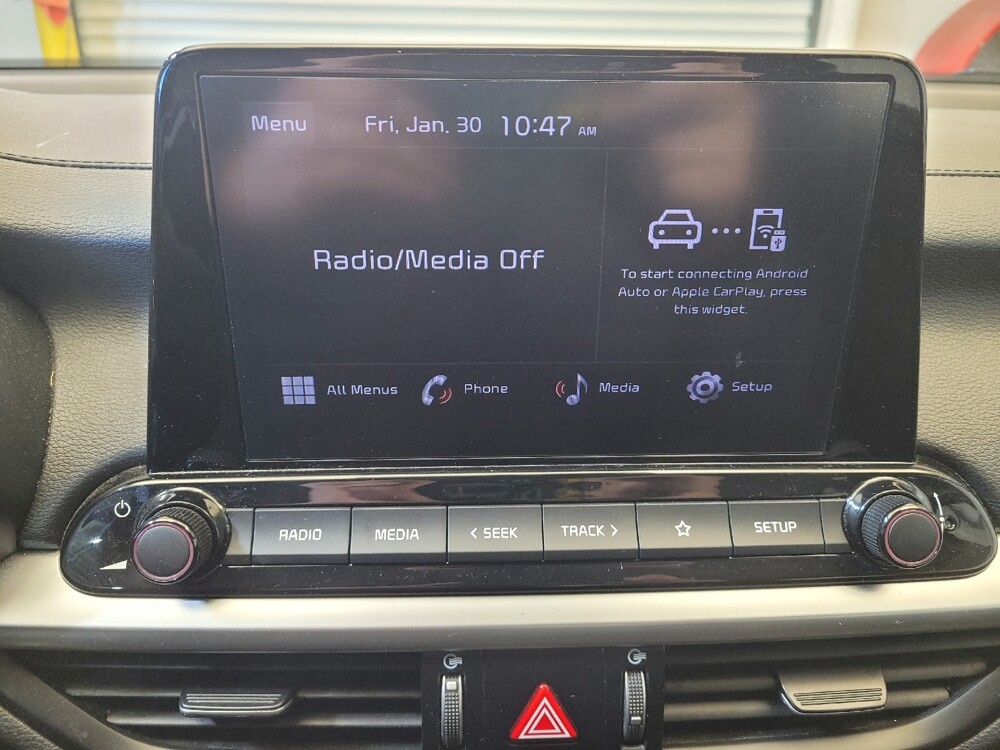 Menu Fri, Jan. 30 10:47 AM
Radio/Media Off
To start connecting Android
Auto or Apple CarPlay, press
this widget.
All Menus Phone Media Setup
RADIO MEDIA < SEEK TRACK > SETUP